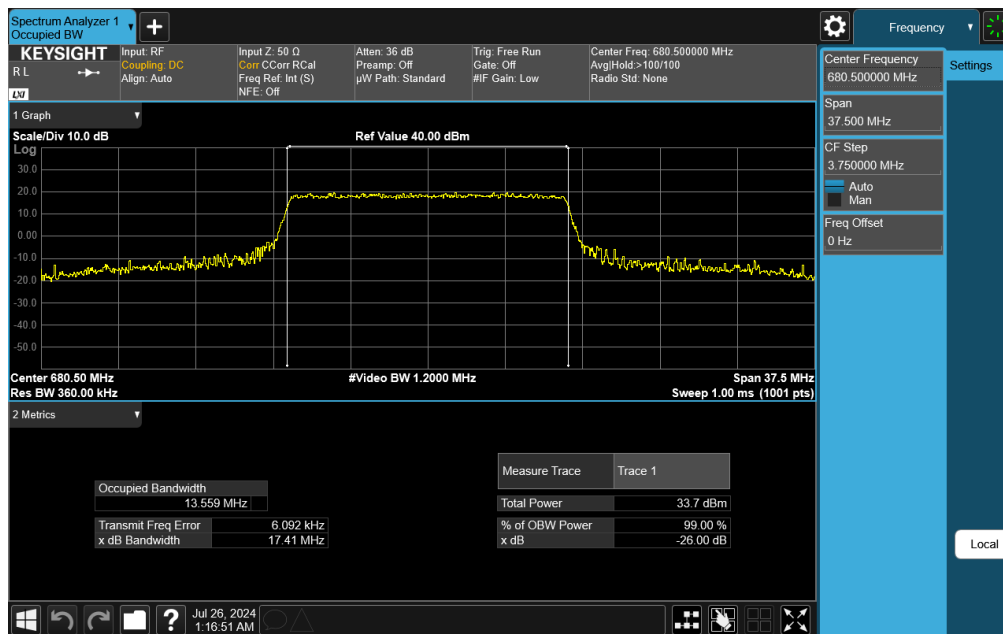 Spectrum Analyzer 1
Occupied BW
Frequency
KEYSIGHT
R L
LXI
Input: RF
Coupling: DC
Align: Auto
Input Z: 50 Ω
Corr CCorr RCal
Freq Ref: Int (S)
NFE: Off
Atten: 36 dB
Preamp: Off
µW Path: Standard
Trig: Free Run
Gate: Off
#IF Gain: Low
Center Freq: 680.500000 MHz
Avg|Hold:>100/100
Radio Std: None
Center Frequency
680.500000 MHz
Settings
Span
37.500 MHz
CF Step
3.750000 MHz
Auto
Man
Freq Offset
0 Hz
1 Graph
Scale/Div 10.0 dB
Ref Value 40.00 dBm
Log
30.0
20.0
10.0
0.00
-10.0
-20.0
-30.0
-40.0
-50.0
Center 680.50 MHz
#Video BW 1.2000 MHz
Span 37.5 MHz
Res BW 360.00 kHz
Sweep 1.00 ms (1001 pts)
2 Metrics
Measure Trace Trace 1
Occupied Bandwidth
13.559 MHz
Total Power 33.7 dBm
Transmit Freq Error 6.092 kHz
% of OBW Power 99.00 %
x dB Bandwidth 17.41 MHz
x dB -26.00 dB
Local
?
Jul 26, 2024
1:16:51 AM